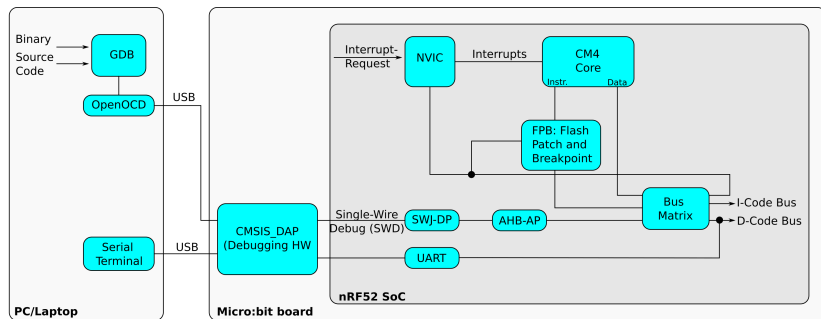 Binary
Source
Code
GDB
OpenOCD
USB
Serial
Terminal
USB
PC/Laptop
CMSIS_DAP
(Debugging HW
Micro:bit board
Interrupt-
Request
NVIC
Interrupts
CM4
Core
Instr.
Data
FPB: Flash
Patch and
Breakpoint
Single-Wire
Debug (SWD)
SWJ-DP
AHB-AP
Bus
Matrix
I-Code Bus
D-Code Bus
UART
nRF52 SoC